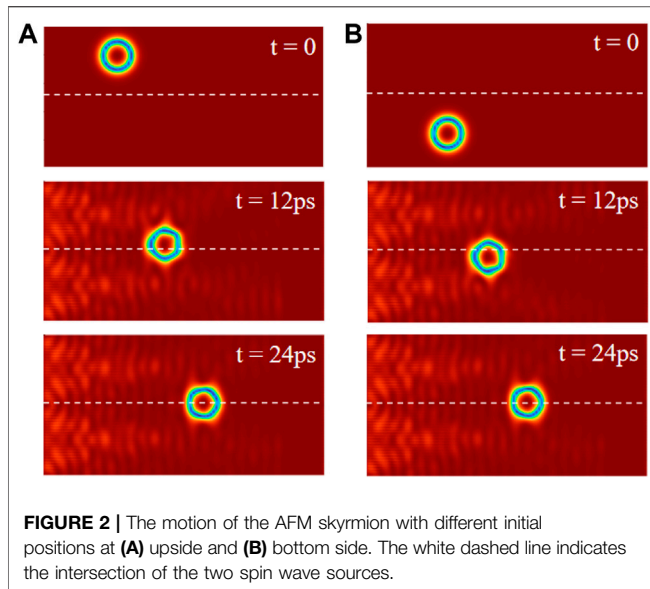 A
t = 0
t = 12ps
t = 24ps
B
t = 0
t = 12ps
t = 24ps
FIGURE 2 | The motion of the AFM skyrmion with different initial
positions at (A) upside and (B) bottom side. The white dashed line indicates
the intersection of the two spin wave sources.